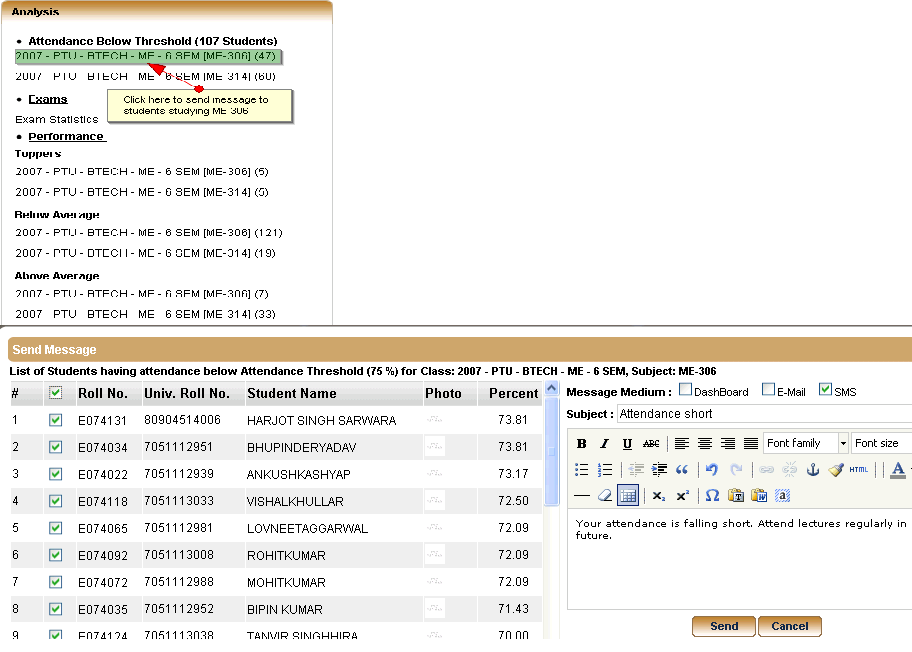 Analysis
• Attendance Below Threshold (107 Students)
2007 - PTU - BTECH - ME - 6 SEM [ME-306] (47)
2007 - PTU - BTECH - ME - 6 SEM [ME-314] (60)
Click here to send message to
students studying ME-306
• Exams
Exam Statistics
• Performance
Toppers
2007 - PTU - BTECH - ME - 6 SEM [ME-306] (5)
2007 - PTU - BTECH - ME - 6 SEM [ME-314] (5)
Below Average
2007 - PTU - BTECH - ME - 6 SEM [ME-306] (121)
2007 - PTU - BTECH - ME - 6 SEM [ME-314] (19)
Above Average
2007 - PTU - BTECH - ME - 6 SEM [ME-306] (7)
2007 - PTU - BTECH - ME - 6 SEM [ME-314] (33)
Send Message
List of Students having attendance below Attendance Threshold (75 %) for Class: 2007 - PTU - BTECH - ME - 6 SEM, Subject: ME-306
# Roll No. Univ. Roll No. Student Name Photo Percent
1 E074131 80904514006 HARJOT SINGH SARWARA 73.81
2 E074034 7051112951 BHUPINDERYADAV 73.81
3 E074022 7051112939 ANKUSHKASHYAP 73.17
4 E074118 7051113033 VISHALKHULLAR 72.50
5 E074065 7051112981 LOVNEETAGGARWAL 72.09
6 E074092 7051113008 ROHITKUMAR 72.09
7 E074072 7051112988 MOHITKUMAR 72.09
8 E074035 7051112952 BIPIN KUMAR 71.43
9 E074124 7051113038 TANVIR SINGHHIRA 70.00
Message Medium : DashBoard E-Mail SMS
Subject : Attendance short
B I U ABC Font family Font size
HTML A
Your attendance is falling short. Attend lectures regularly in
future.
Send Cancel